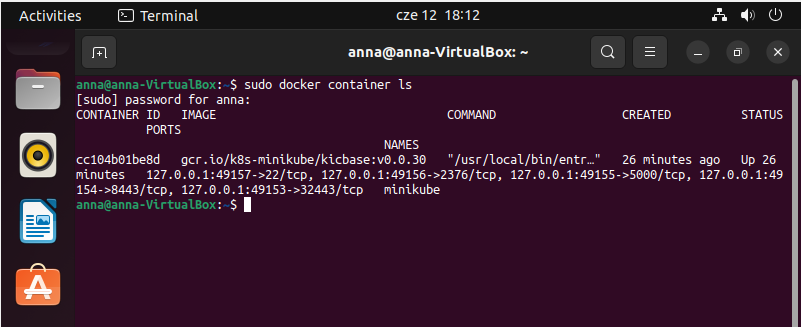 Activities
Terminal
cze 12 18:12
anna@anna-VirtualBox: ~
anna@anna-VirtualBox:~$ sudo docker container ls
[sudo] password for anna:
CONTAINER ID   IMAGE                                 COMMAND                  CREATED          STATUS
          PORTS
                                            NAMES
cc104b01be8d   gcr.io/k8s-minikube/kicbase:v0.0.30   "/usr/local/bin/entr…"   26 minutes ago   Up 26
minutes   127.0.0.1:49157->22/tcp, 127.0.0.1:49156->2376/tcp, 127.0.0.1:49155->5000/tcp, 127.0.0.1:49
154->8443/tcp, 127.0.0.1:49153->32443/tcp   minikube
anna@anna-VirtualBox:~$